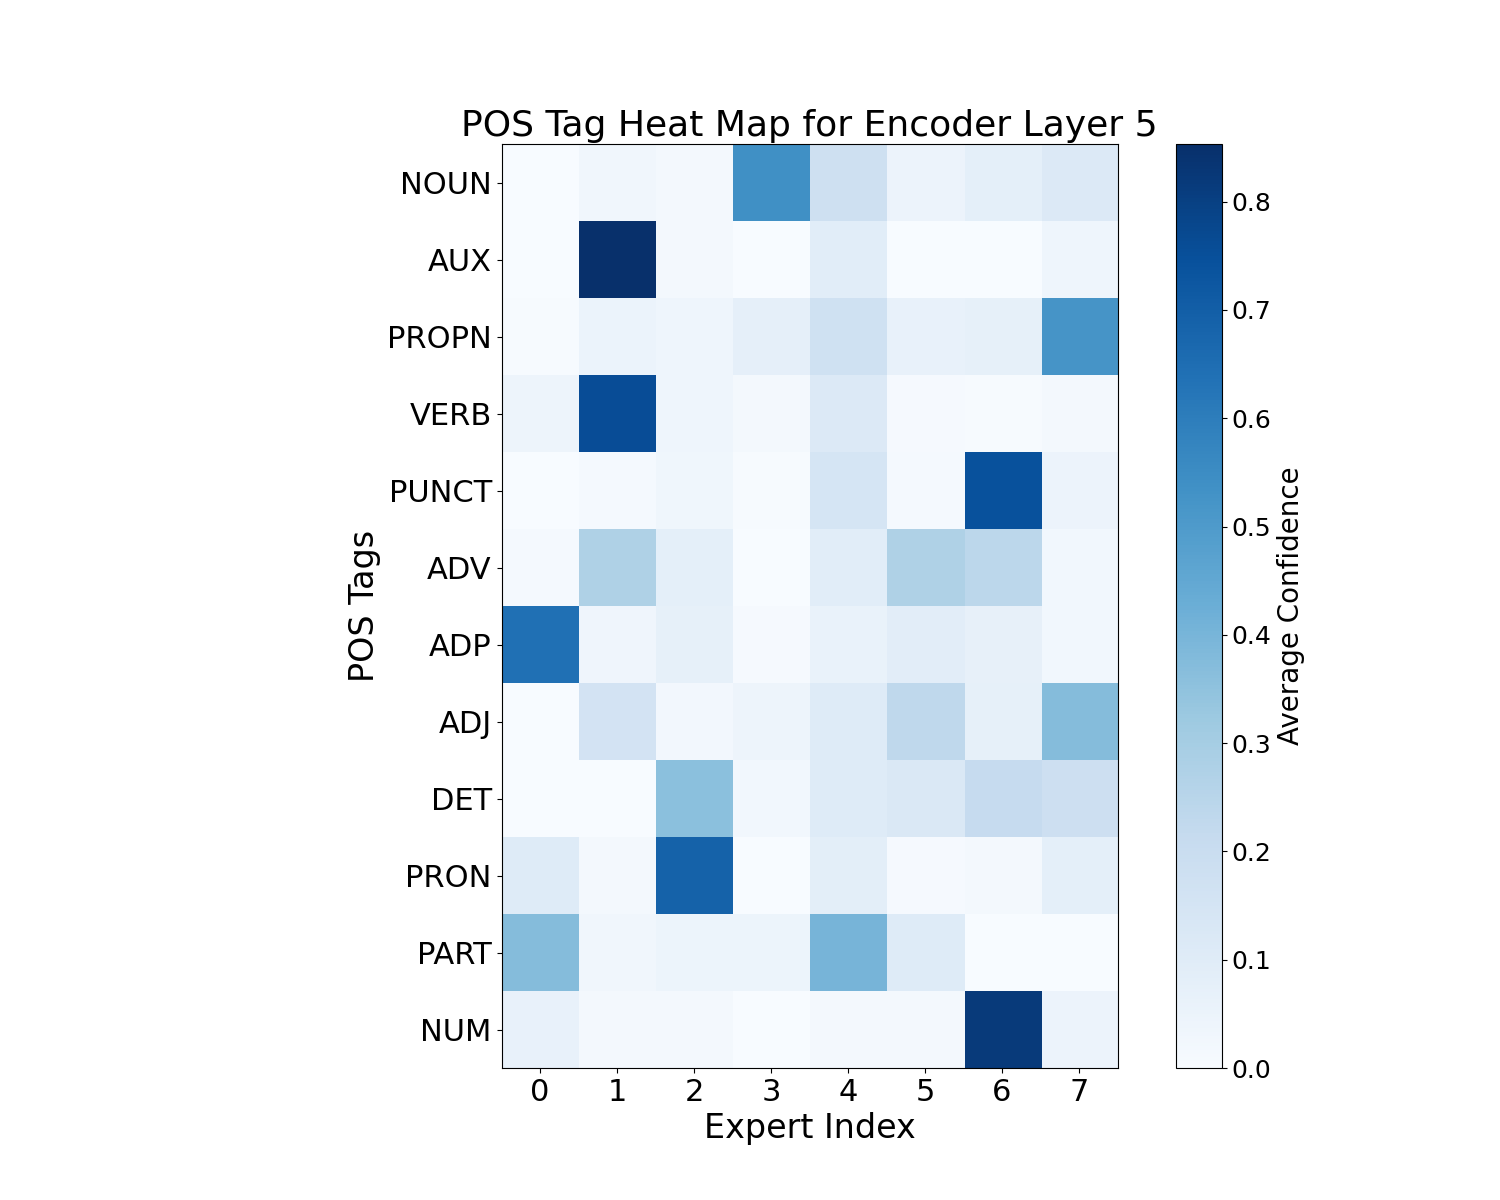 POS Tag Heat Map for Encoder Layer 5
NOUN
AUX
PROPN
VERB
PUNCT
ADV
ADP
ADJ
DET
PRON
PART
NUM
POS Tags
0 1 2 3 4 5 6 7
Expert Index
0.8
0.7
0.6
0.5
0.4
0.3
0.2
0.1
0.0
Average Confidence